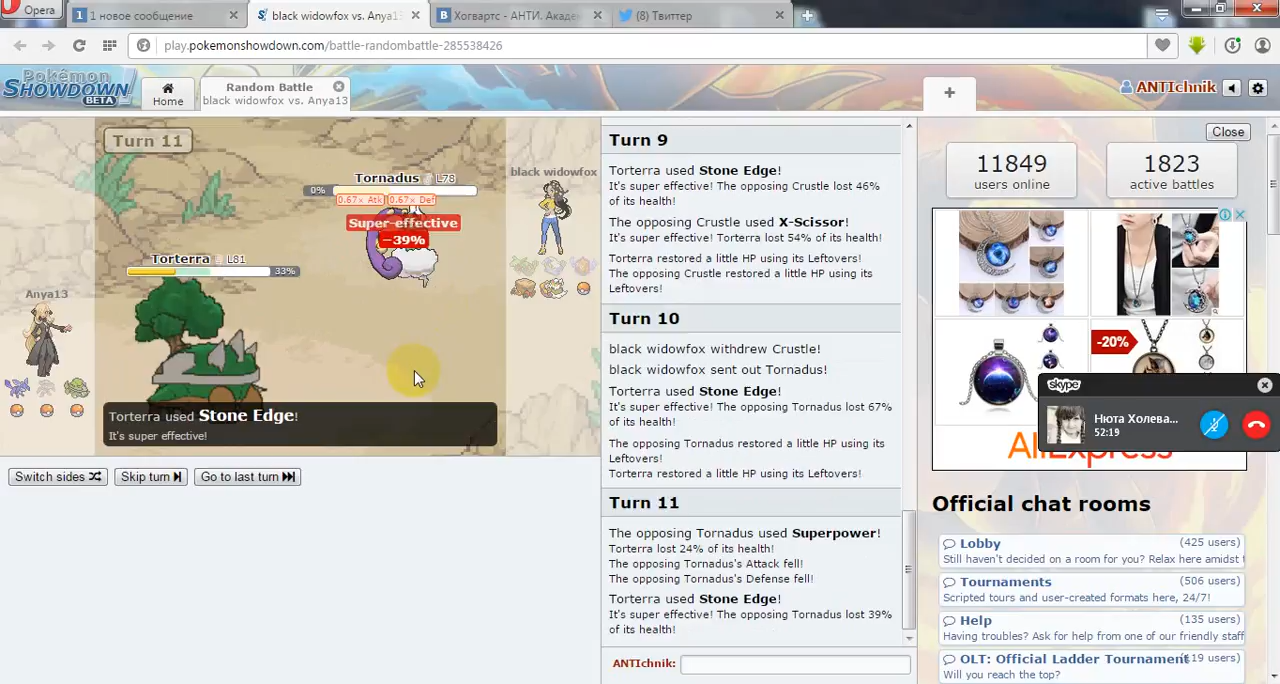 Opera
1 новое сообщение
black widowfox vs. Anya1
Хогвартс - АНТИ. Акаде
(8) Твиттер
play.pokemonshowdown.com/battle-randombattle-285538426
Pokémon
Showdown
BETA
Home
Random Battle
black widowfox vs. Anya13
ANTIchnik
Turn 11
Tornadus L78
0%
0.67× Atk 0.67× Def
Super-effective
−39%
Torterra L81
33%
Anya13
black widowfox
Torterra used Stone Edge!
It's super effective!
Switch sides
Skip turn
Go to last turn
Turn 9
Torterra used Stone Edge!
It's super effective! The opposing Crustle lost 46%
of its health!
The opposing Crustle used X-Scissor!
It's super effective! Torterra lost 54% of its health!
Torterra restored a little HP using its Leftovers!
The opposing Crustle restored a little HP using its
Leftovers!
Turn 10
black widowfox withdrew Crustle!
black widowfox sent out Tornadus!
Torterra used Stone Edge!
It's super effective! The opposing Tornadus lost 67%
of its health!
The opposing Tornadus restored a little HP using its
Leftovers!
Torterra restored a little HP using its Leftovers!
Turn 11
The opposing Tornadus used Superpower!
Torterra lost 24% of its health!
The opposing Tornadus's Attack fell!
The opposing Tornadus's Defense fell!
Torterra used Stone Edge!
It's super effective! The opposing Tornadus lost 39%
of its health!
ANTIchnik:
Close
11849
users online
1823
active battles
-20%
AliExpress
skype
Нюта Холева...
52:19
Official chat rooms
Lobby
(425 users)
Still haven't decided on a room for you? Relax here amidst t
Tournaments
(506 users)
Scripted tours and user-created formats here, 24/7!
Help
(135 users)
Having troubles? Ask for help from one of our friendly staff
OLT: Official Ladder Tournament
(119 users)
Will you reach the top?